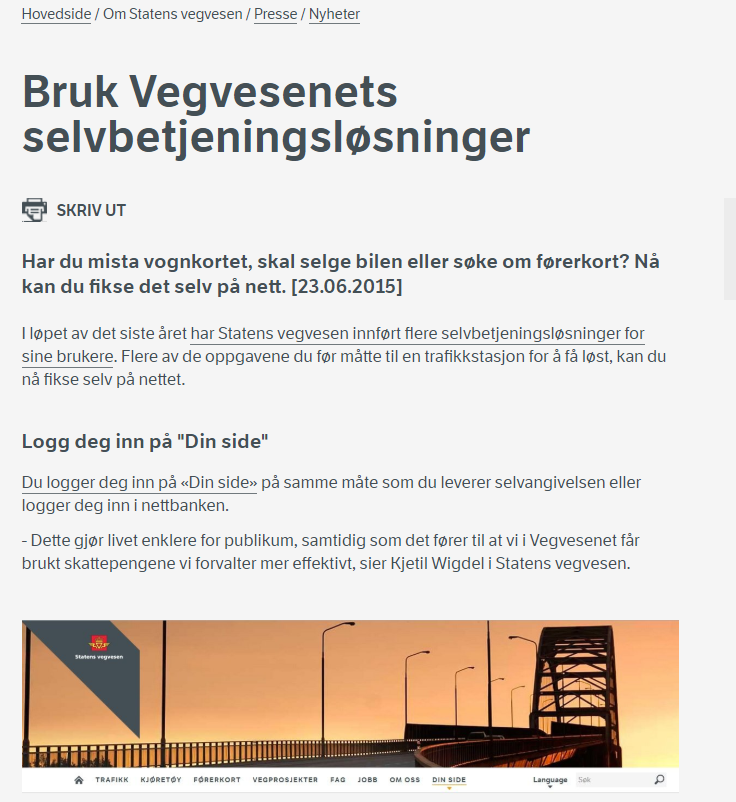 Hovedside / Om Statens vegvesen / Presse / Nyheter
Bruk Vegvesenets
selvbetjeningsløsninger
SKRIV UT
Har du mista vognkortet, skal selge bilen eller søke om førerkort? Nå
kan du fikse det selv på nett. [23.06.2015]
I løpet av det siste året har Statens vegvesen innført flere selvbetjeningsløsninger for
sine brukere. Flere av de oppgavene du før måtte til en trafikkstasjon for å få løst, kan du
nå fikse selv på nettet.
Logg deg inn på "Din side"
Du logger deg inn på «Din side» på samme måte som du leverer selvangivelsen eller
logger deg inn i nettbanken.
- Dette gjør livet enklere for publikum, samtidig som det fører til at vi i Vegvesenet får
brukt skattepengene vi forvalter mer effektivt, sier Kjetil Wigdel i Statens vegvesen.
Statens vegvesen
TRAFIKK KJØRETØY FØRERKORT VEGPROSJEKTER FAG JOBB OM OSS DIN SIDE Language Søk